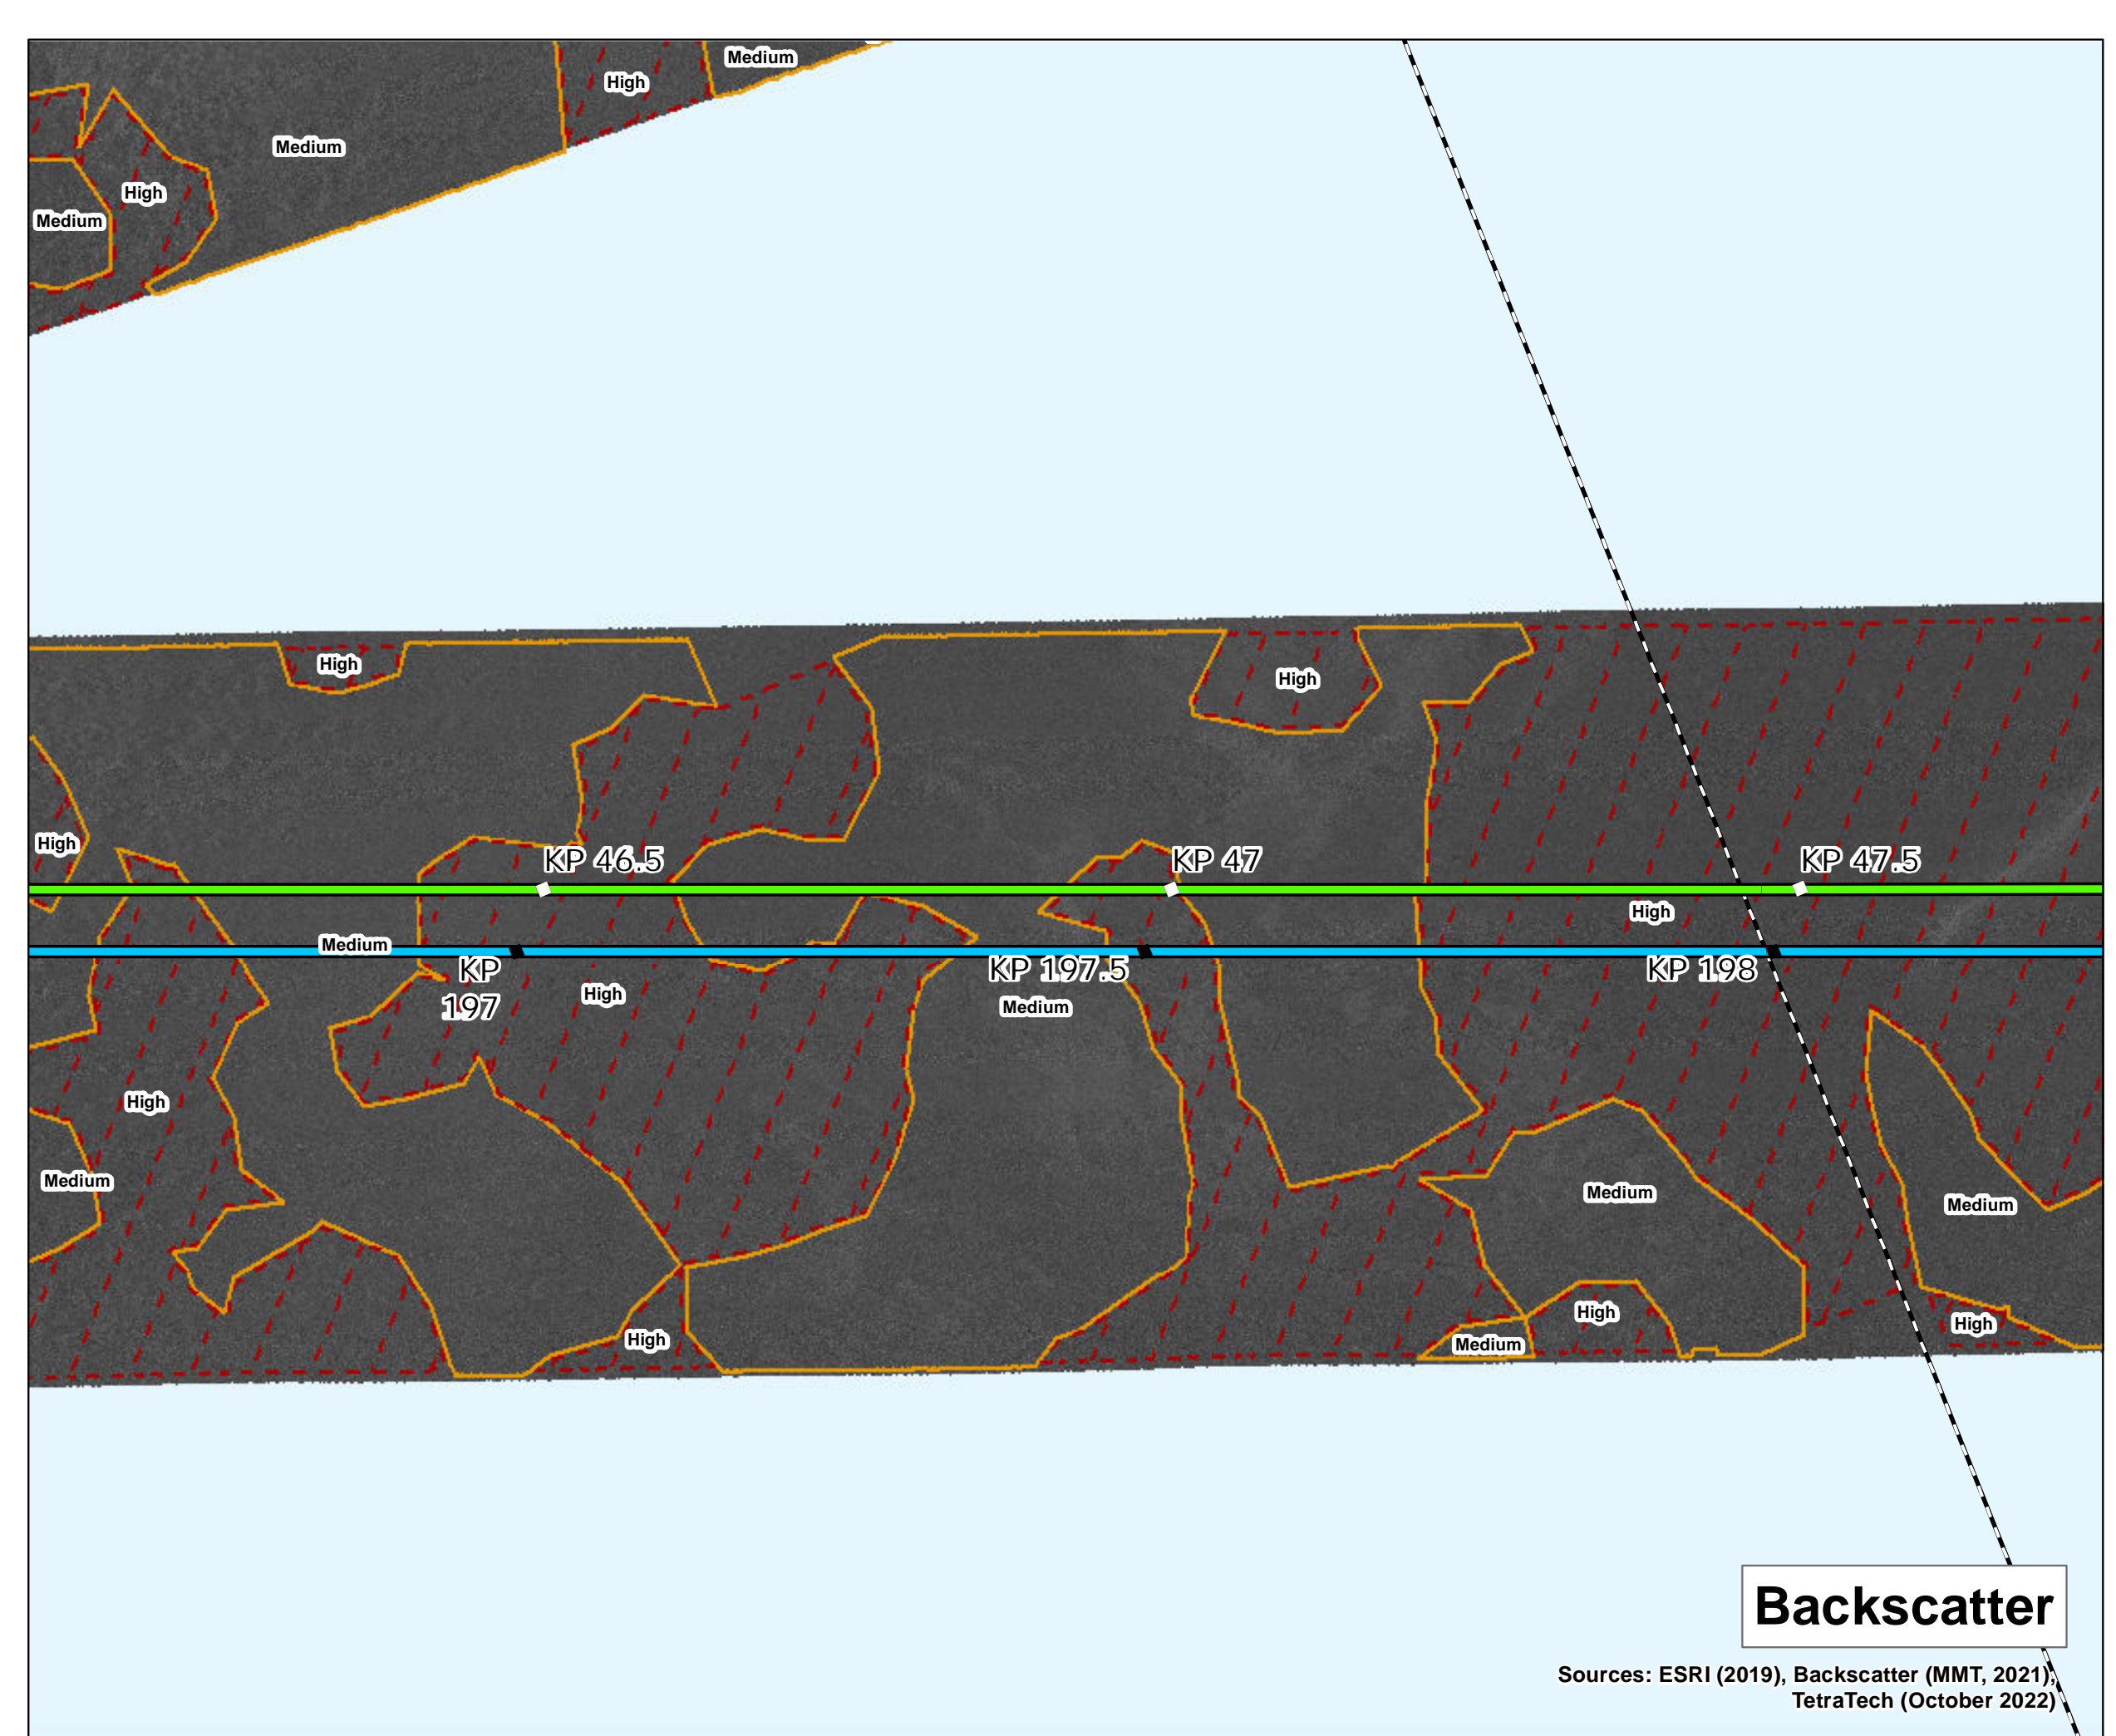 Medium
High
Medium
High
Medium
High
High
High
KP 46.5
KP 47
KP 47.5
High
Medium
KP
197
KP 197.5
KP 198
High
Medium
High
Medium
Medium
Medium
High
High
High
Medium
Backscatter
Sources: ESRI (2019), Backscatter (MMT, 2021),
TetraTech (October 2022)